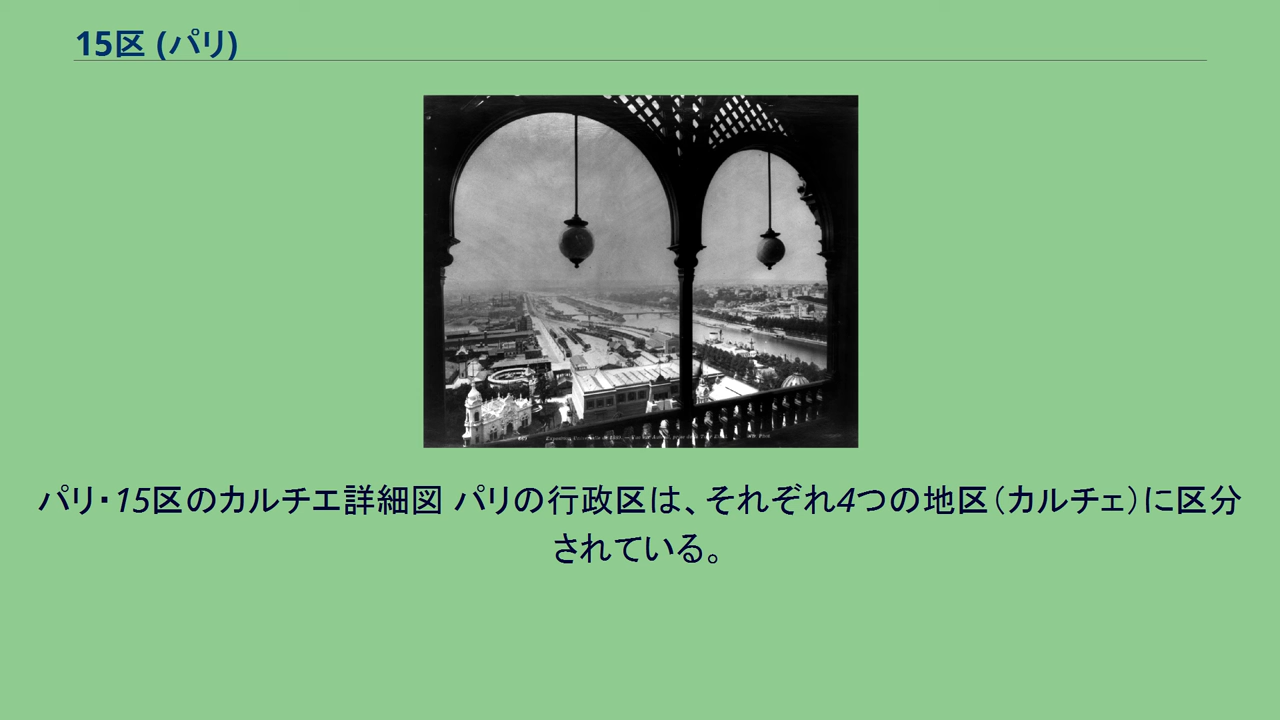 15区 (パリ)
パリ・15区のカルチエ詳細図 パリの行政区は、それぞれ4つの地区（カルチェ）に区分
されている。